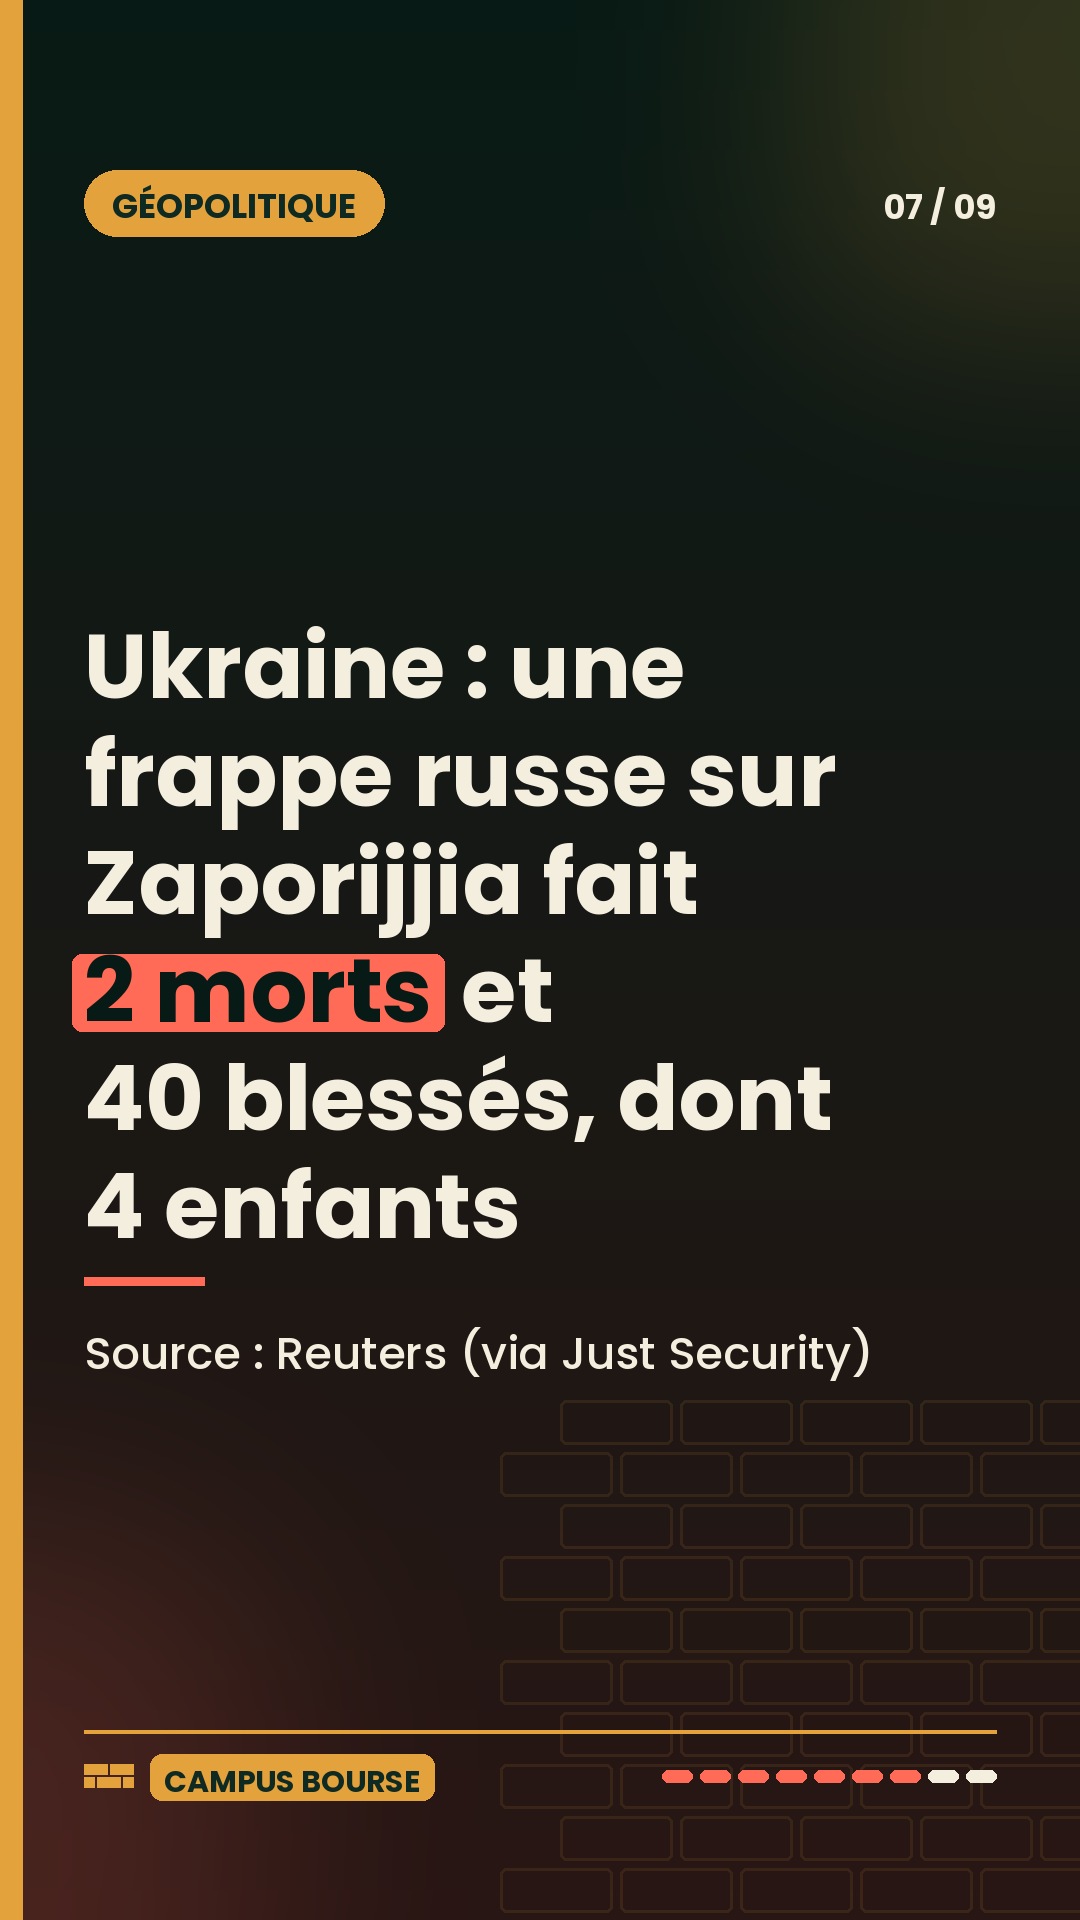 GÉOPOLITIQUE
07 / 09
Ukraine : une
frappe russe sur
Zaporijjia fait
2 morts et
40 blessés, dont
4 enfants
Source : Reuters (via Just Security)
CAMPUS BOURSE